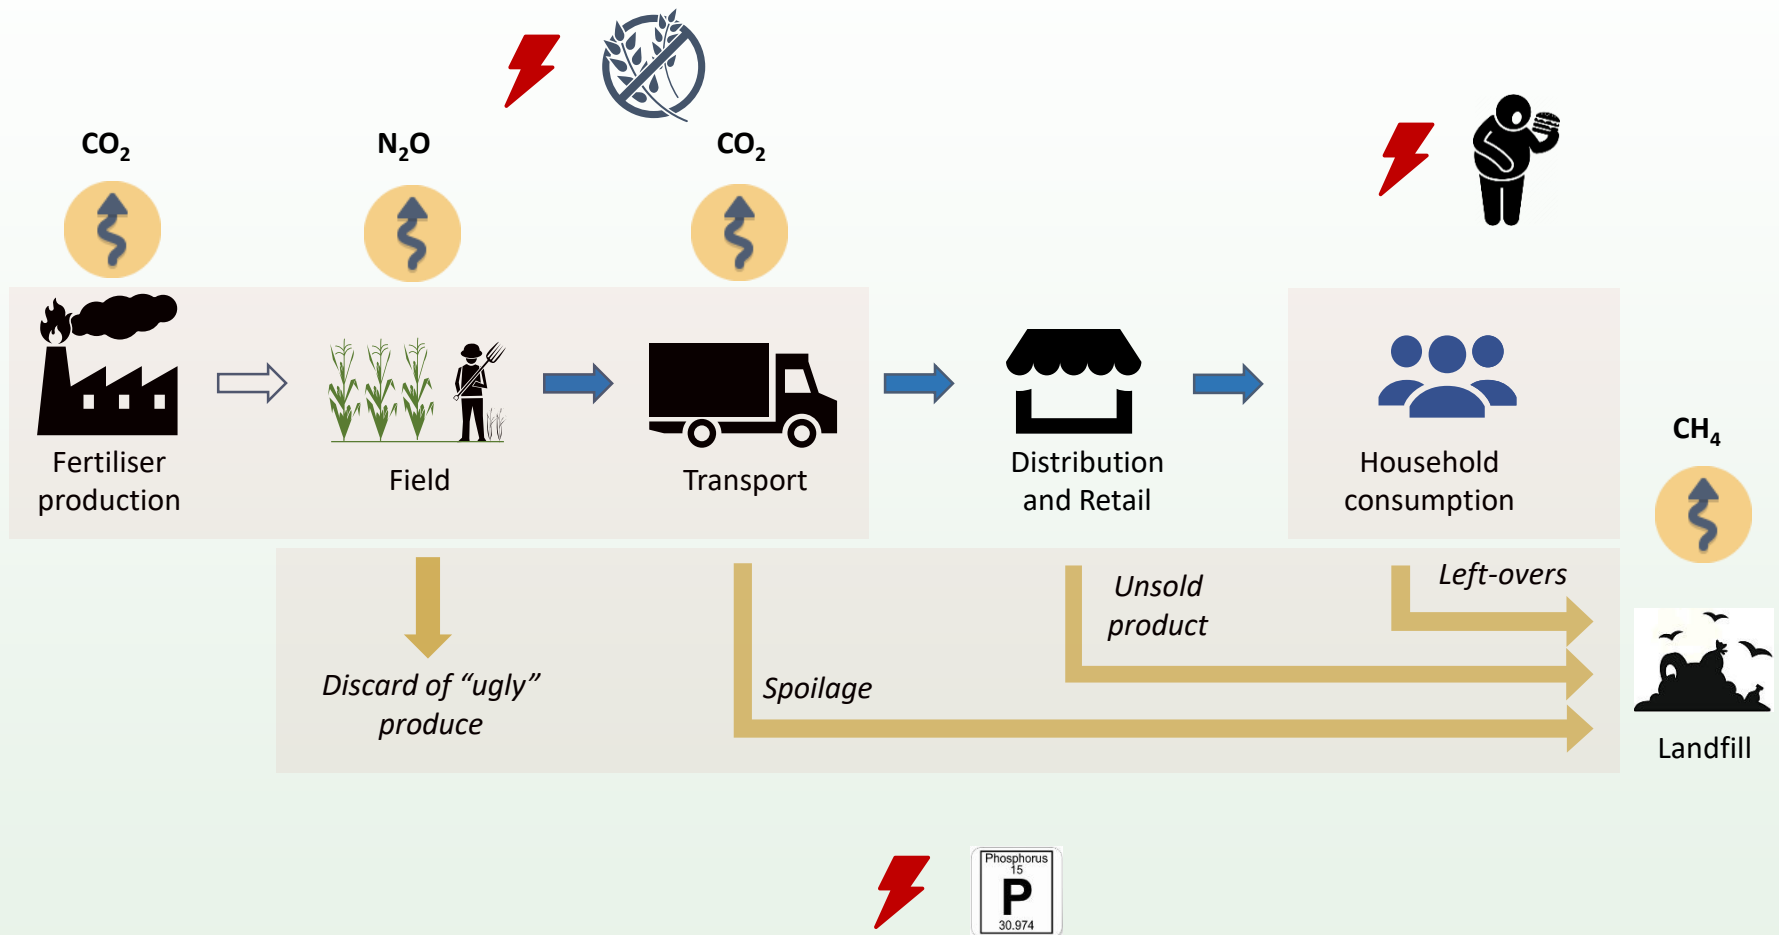 CO₂
N₂O
CO₂
Fertiliser
production
Field
Transport
Distribution
and Retail
Household
consumption
CH₄
Left-overs
Unsold
product
Discard of “ugly”
produce
Spoilage
Landfill
Phosphorus
15
P
30.974